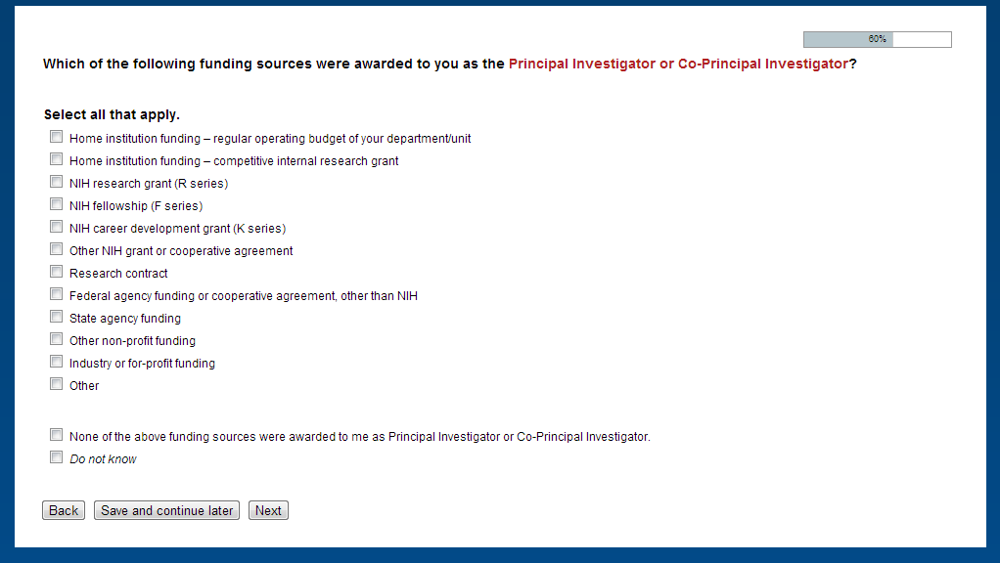 60%
Which of the following funding sources were awarded to you as the Principal Investigator or Co-Principal Investigator?
Select all that apply.
Home institution funding – regular operating budget of your department/unit
Home institution funding – competitive internal research grant
NIH research grant (R series)
NIH fellowship (F series)
NIH career development grant (K series)
Other NIH grant or cooperative agreement
Research contract
Federal agency funding or cooperative agreement, other than NIH
State agency funding
Other non-profit funding
Industry or for-profit funding
Other
None of the above funding sources were awarded to me as Principal Investigator or Co-Principal Investigator.
Do not know
Back Save and continue later Next